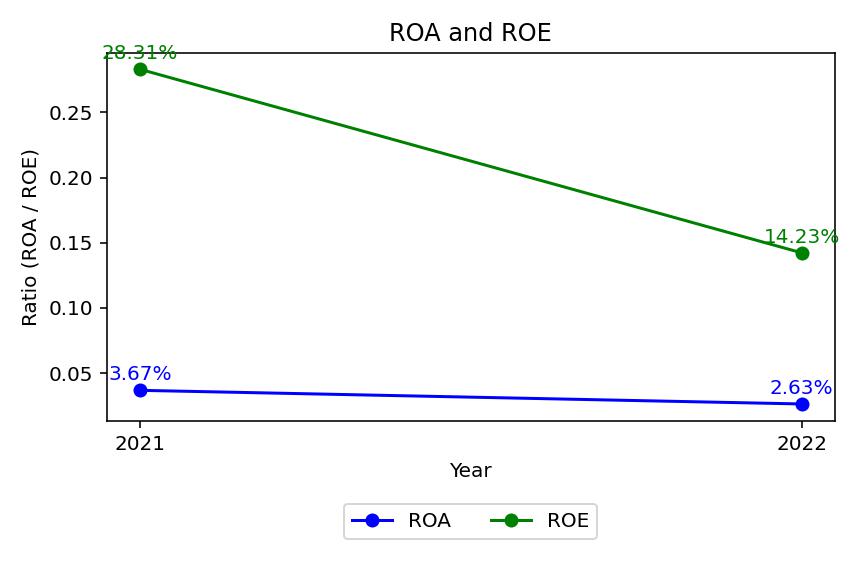 ROA and ROE
28.31%
0.25
0.20
0.15
14.23%
0.10
0.05
3.67%
2.63%
Ratio (ROA / ROE)
2021
2022
Year
ROA
ROE